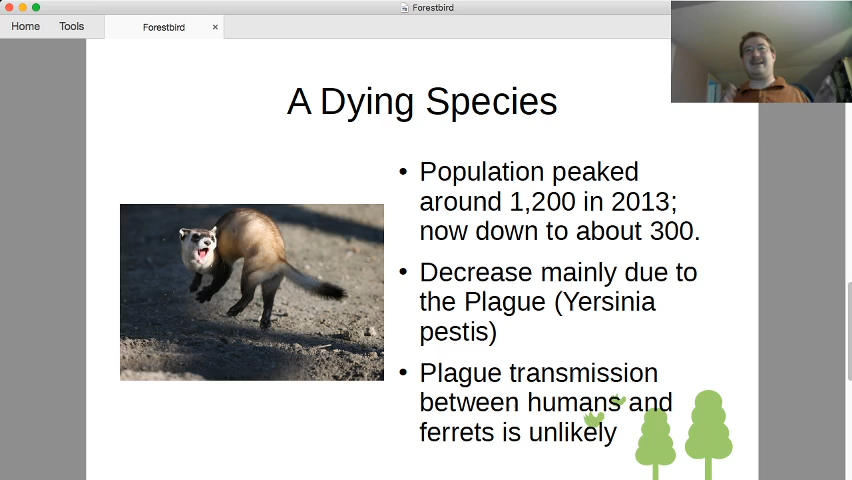 Forestbird
Home Tools Forestbird ×
A Dying Species
• Population peaked
around 1,200 in 2013;
now down to about 300.
• Decrease mainly due to
the Plague (Yersinia
pestis)
• Plague transmission
between humans and
ferrets is unlikely